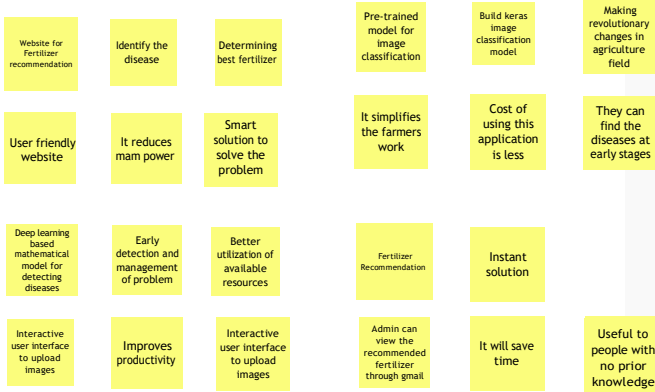 Website for
Fertilizer
recommendation
Identify the
disease
Determining
best fertilizer
Pre-trained
model for
image
classification
Build keras
image
classification
model
Making
revolutionary
changes in
agriculture
field
User friendly
website
It reduces
mam power
Smart
solution to
solve the
problem
It simplifies
the farmers
work
Cost of
using this
application
is less
They can
find the
diseases at
early stages
Deep learning
based
mathematical
model for
detecting
diseases
Early
detection and
management
of problem
Better
utilization of
available
resources
Fertilizer
Recommendation
Instant
solution
Interactive
user interface
to upload
images
Improves
productivity
Interactive
user interface
to upload
images
Admin can
view the
recommended
fertilizer
through gmail
It will save
time
Useful to
people with
no prior
knowledge